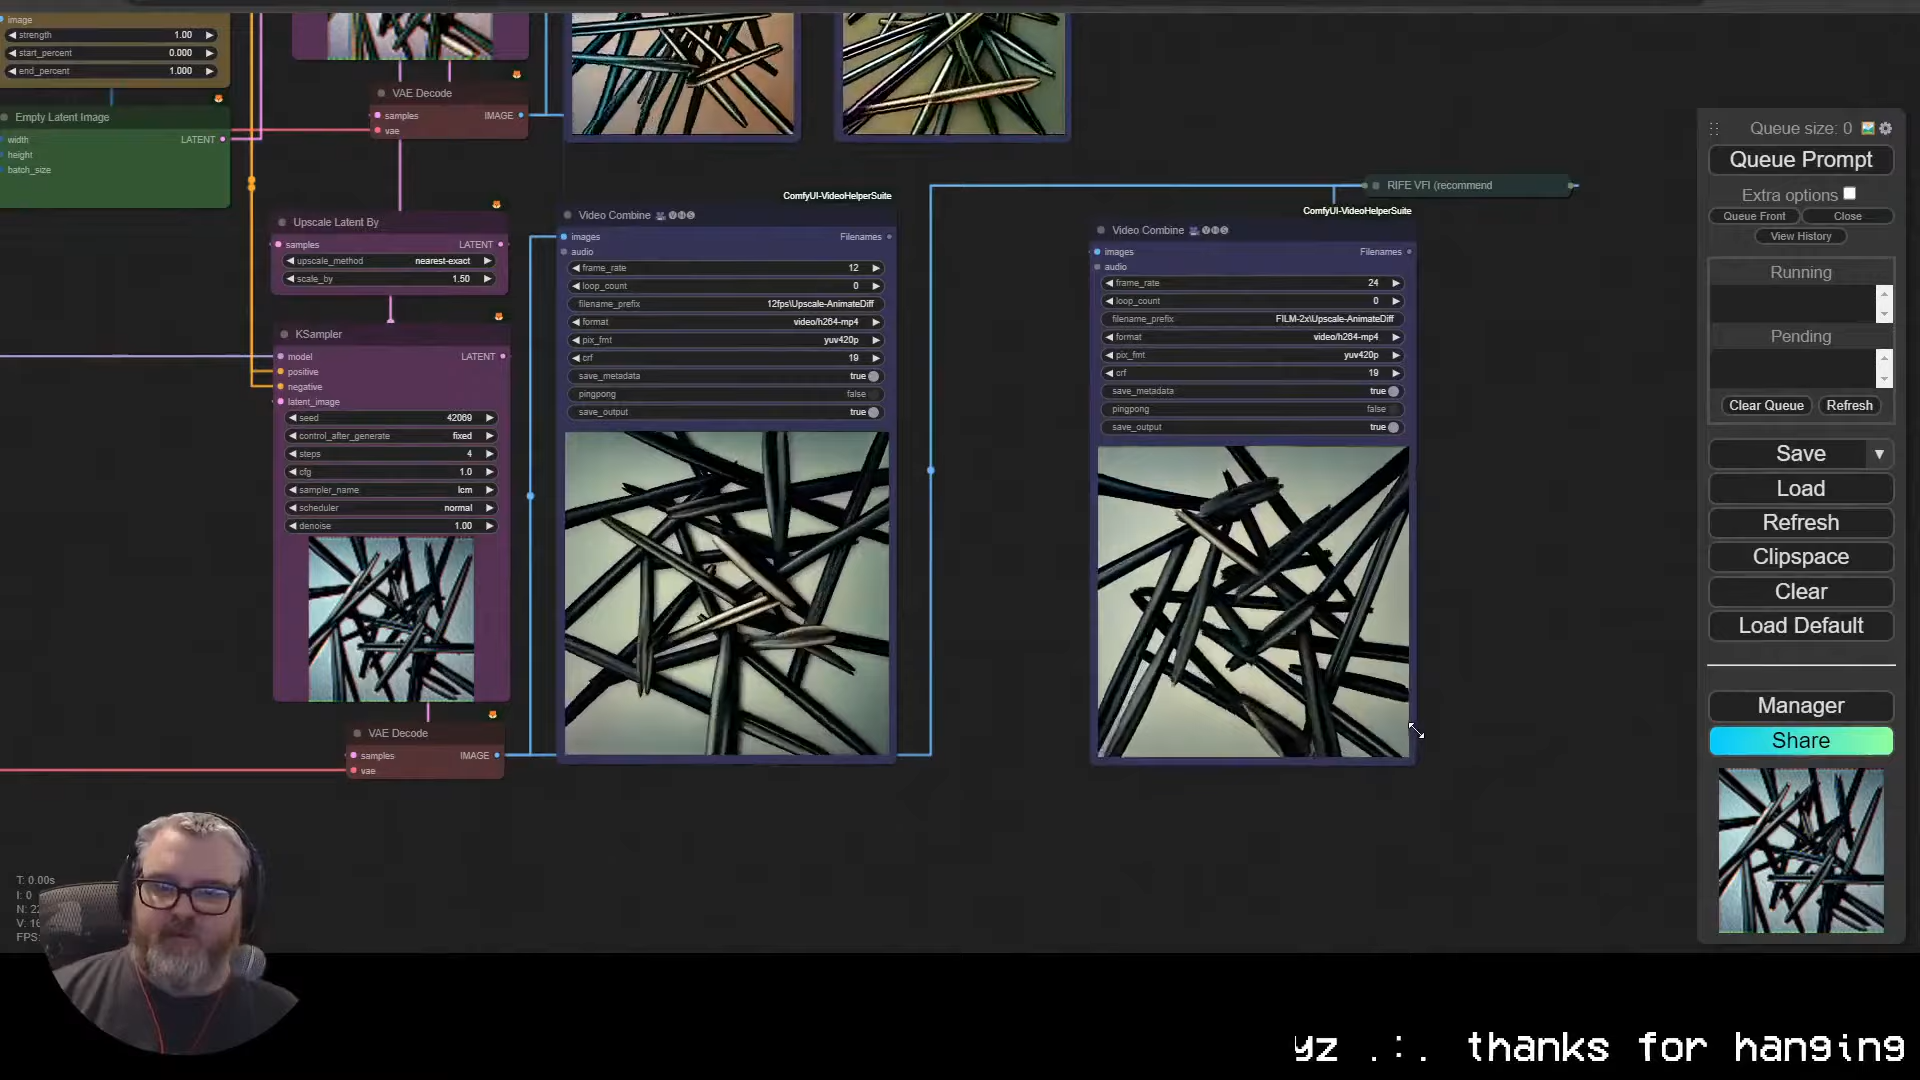 image
strength 1.00
start_percent 0.000
end_percent 1.000
Empty Latent Image
width LATENT
height
batch_size
VAE Decode
samples IMAGE
vae
Upscale Latent By
samples LATENT
upscale_method nearest-exact
scale_by 1.50
KSampler
model LATENT
positive
negative
latent_image
seed 42069
control_after_generate fixed
steps 4
cfg 1.0
sampler_name lcm
scheduler normal
denoise 1.00
VAE Decode
samples IMAGE
vae
ComfyUI-VideoHelperSuite
Video Combine
images Filenames
audio
frame_rate 12
loop_count 0
filename_prefix 12fps\Upscale-AnimateDiff
format video/h264-mp4
pix_fmt yuv420p
crf 19
save_metadata true
pingpong false
save_output true
RIFE VFI (recommend
ComfyUI-VideoHelperSuite
Video Combine
images Filenames
audio
frame_rate 24
loop_count 0
filename_prefix FILM-2x\Upscale-AnimateDiff
format video/h264-mp4
pix_fmt yuv420p
crf 19
save_metadata true
pingpong false
save_output true
Queue size: 0
Queue Prompt
Extra options
Queue Front Close
View History
Running
Pending
Clear Queue Refresh
Save
Load
Refresh
Clipspace
Clear
Load Default
Manager
Share
T: 0.00s
I: 0
N: 22
V: 16
FPS:
yz .:. thanks for hanging